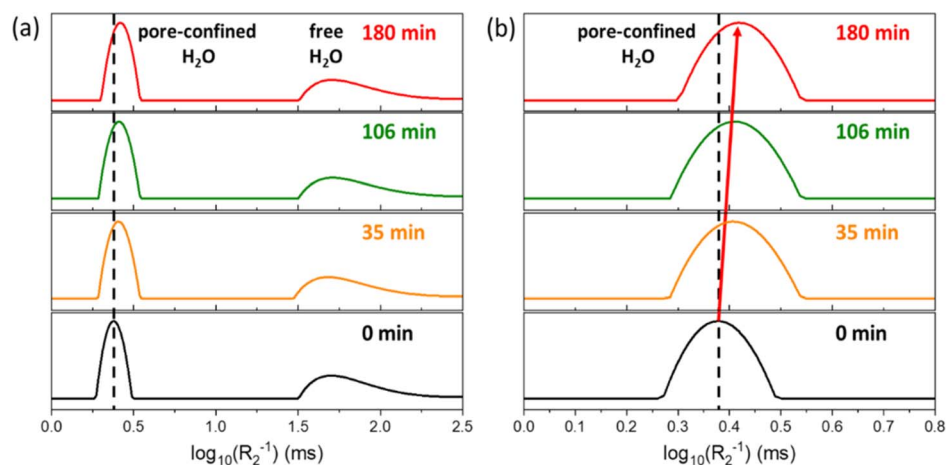 (a)
pore-confined
H₂O
free
H₂O
180 min
106 min
35 min
0 min
0.0 0.5 1.0 1.5 2.0 2.5
log₁₀(R₂⁻¹) (ms)
(b)
pore-confined
H₂O
180 min
106 min
35 min
0 min
0.0 0.1 0.2 0.3 0.4 0.5 0.6 0.7 0.8
log₁₀(R₂⁻¹) (ms)